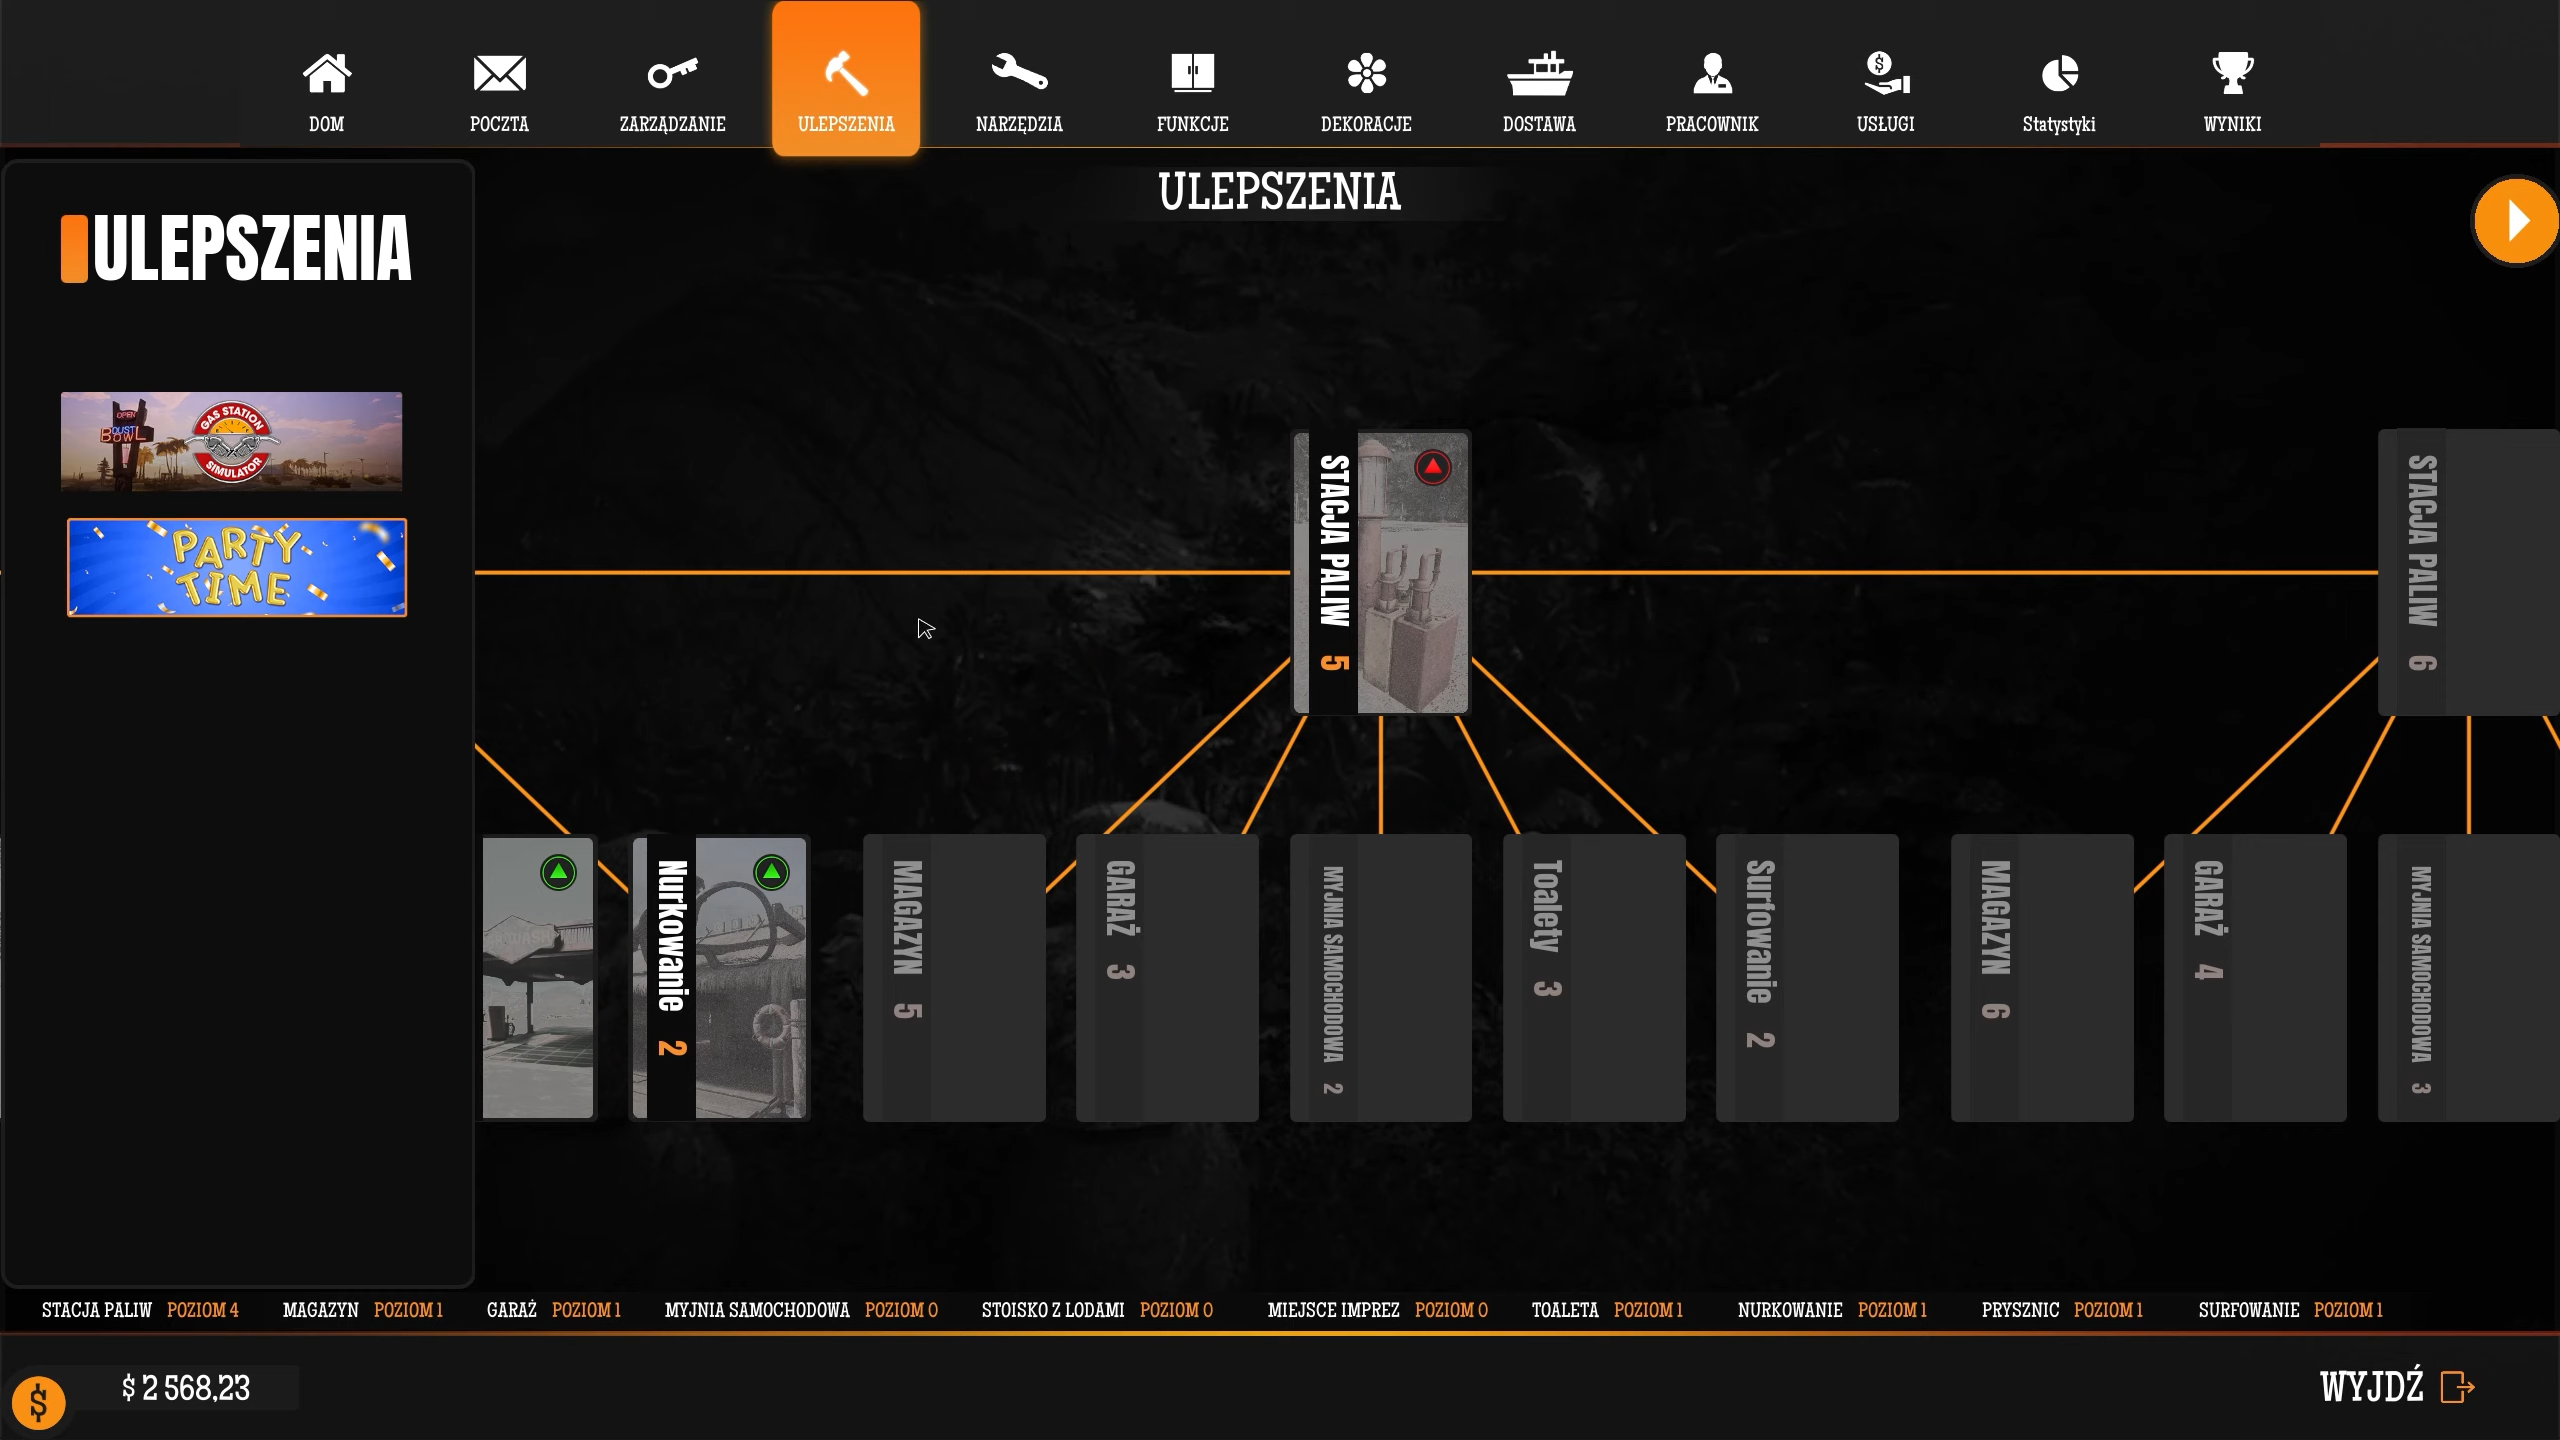 DOM
POCZTA
ZARZĄDZANIE
ULEPSZENIA
NARZĘDZIA
FUNKCJE
DEKORACJE
DOSTAWA
PRACOWNIK
USŁUGI
Statystyki
WYNIKI
ULEPSZENIA
ULEPSZENIA
OPEN
DUST
BOWL
GAS STATION
SIMULATOR
PARTY
TIME
STACJA PALIW 5
STACJA PALIW 6
Nurkowanie 2
MAGAZYN 5
GARAŻ 3
MYJNIA SAMOCHODOWA 2
Toalety 3
Surfowanie 2
MAGAZYN 6
GARAŻ 4
MYJNIA SAMOCHODOWA 3
STACJA PALIW POZIOM 4 MAGAZYN POZIOM 1 GARAŻ POZIOM 1 MYJNIA SAMOCHODOWA POZIOM 0 STOISKO Z LODAMI POZIOM 0 MIEJSCE IMPREZ POZIOM 0 TOALETA POZIOM 1 NURKOWANIE POZIOM 1 PRYSZNIC POZIOM 1 SURFOWANIE POZIOM 1
$ 2 568,23
WYJDŹ